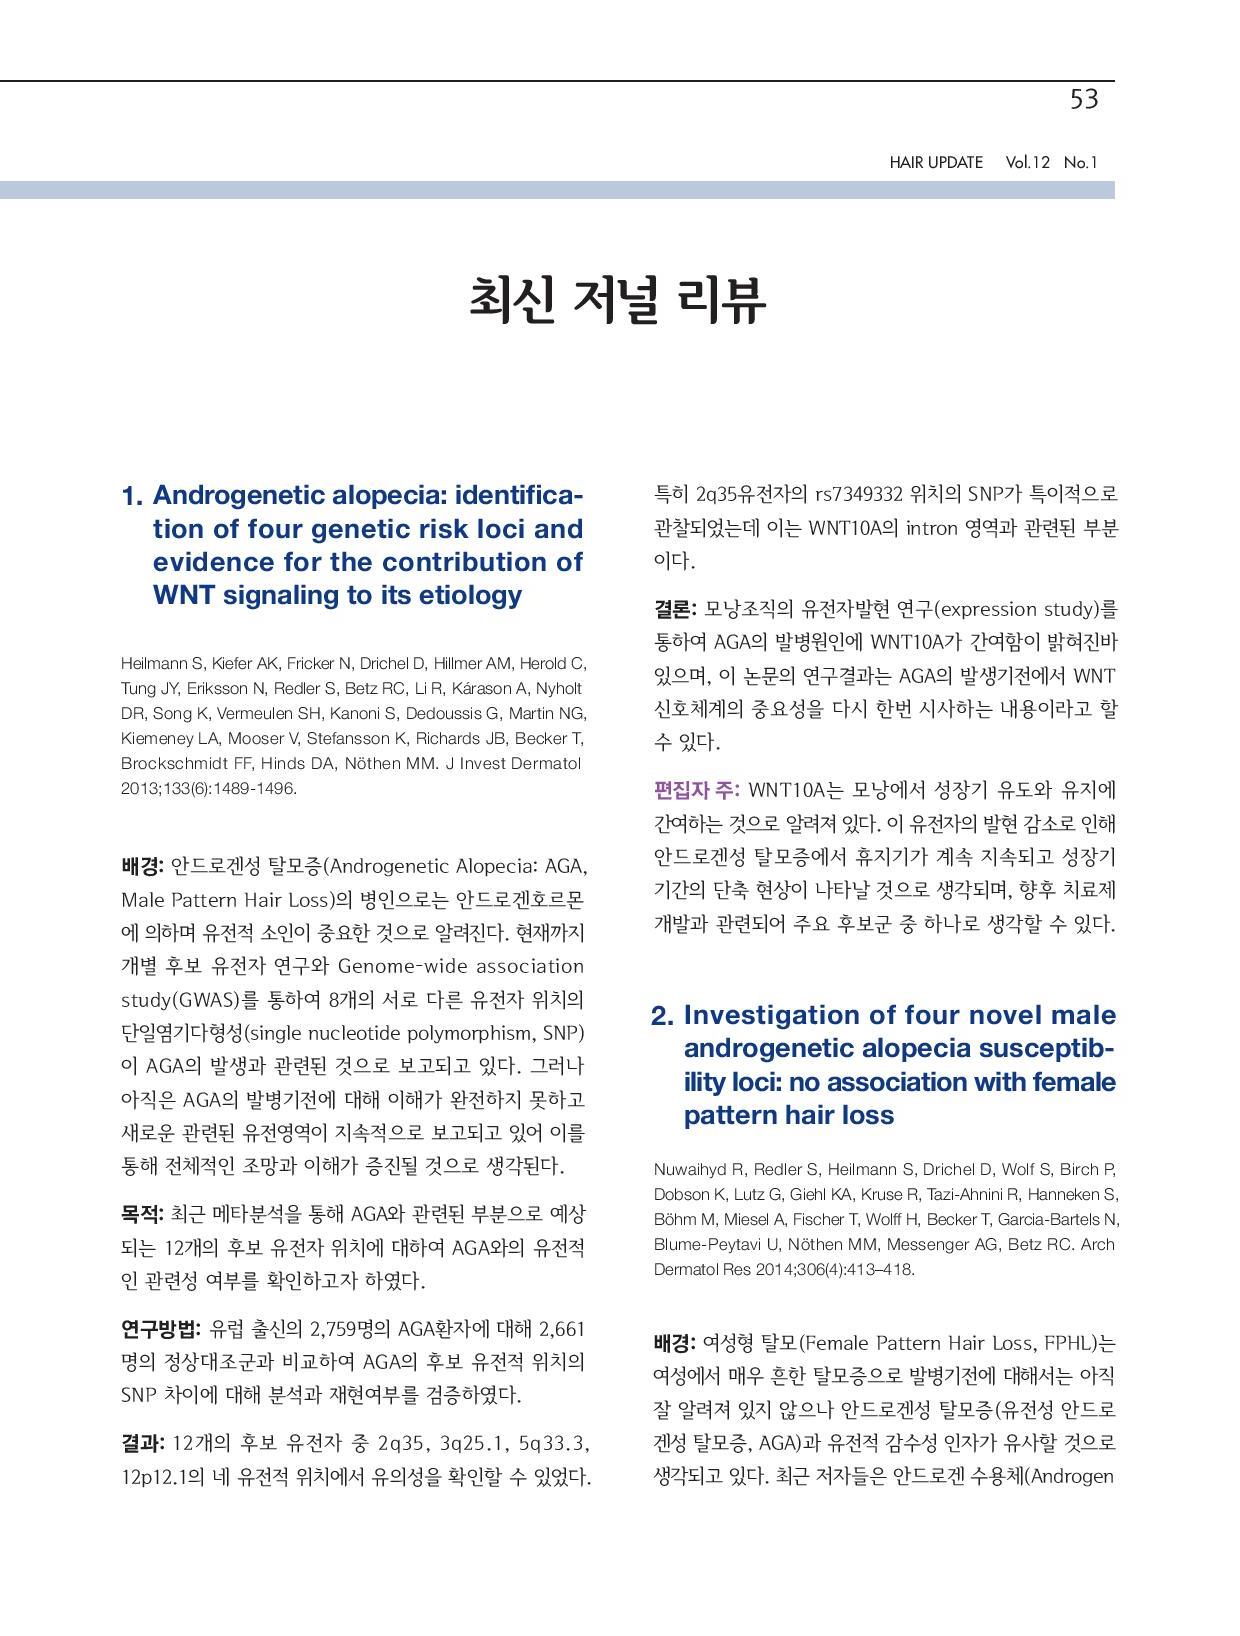 53
HAIR UPDATE Vol.12 No.1
최신 저널 리뷰
1. Androgenetic alopecia: identifica-
tion of four genetic risk loci and
evidence for the contribution of
WNT signaling to its etiology
Heilmann S, Kiefer AK, Fricker N, Drichel D, Hillmer AM, Herold C,
Tung JY, Eriksson N, Redler S, Betz RC, Li R, Kárason A, Nyholt
DR, Song K, Vermeulen SH, Kanoni S, Dedoussis G, Martin NG,
Kiemeney LA, Mooser V, Stefansson K, Richards JB, Becker T,
Brockschmidt FF, Hinds DA, Nöthen MM. J Invest Dermatol
2013;133(6):1489-1496.
배경: 안드로겐성 탈모증(Androgenetic Alopecia: AGA,
Male Pattern Hair Loss)의 병인으로는 안드로겐호르몬
에 의하며 유전적 소인이 중요한 것으로 알려진다. 현재까지
개별 후보 유전자 연구와 Genome-wide association
study(GWAS)를 통하여 8개의 서로 다른 유전자 위치의
단일염기다형성(single nucleotide polymorphism, SNP)
이 AGA의 발생과 관련된 것으로 보고되고 있다. 그러나
아직은 AGA의 발병기전에 대해 이해가 완전하지 못하고
새로운 관련된 유전영역이 지속적으로 보고되고 있어 이를
통해 전체적인 조망과 이해가 증진될 것으로 생각된다.
목적: 최근 메타분석을 통해 AGA와 관련된 부분으로 예상
되는 12개의 후보 유전자 위치에 대하여 AGA와의 유전적
인 관련성 여부를 확인하고자 하였다.
연구방법: 유럽 출신의 2,759명의 AGA환자에 대해 2,661
명의 정상대조군과 비교하여 AGA의 후보 유전적 위치의
SNP 차이에 대해 분석과 재현여부를 검증하였다.
결과: 12개의 후보 유전자 중 2q35, 3q25.1, 5q33.3,
12p12.1의 네 유전적 위치에서 유의성을 확인할 수 있었다.
특히 2q35유전자의 rs7349332 위치의 SNP가 특이적으로
관찰되었는데 이는 WNT10A의 intron 영역과 관련된 부분
이다.
결론: 모낭조직의 유전자발현 연구(expression study)를
통하여 AGA의 발병원인에 WNT10A가 간여함이 밝혀진바
있으며, 이 논문의 연구결과는 AGA의 발생기전에서 WNT
신호체계의 중요성을 다시 한번 시사하는 내용이라고 할
수 있다.
편집자 주: WNT10A는 모낭에서 성장기 유도와 유지에
간여하는 것으로 알려져 있다. 이 유전자의 발현 감소로 인해
안드로겐성 탈모증에서 휴지기가 계속 지속되고 성장기
기간의 단축 현상이 나타날 것으로 생각되며, 향후 치료제
개발과 관련되어 주요 후보군 중 하나로 생각할 수 있다.
2. Investigation of four novel male
androgenetic alopecia susceptib-
ility loci: no association with female
pattern hair loss
Nuwaihyd R, Redler S, Heilmann S, Drichel D, Wolf S, Birch P,
Dobson K, Lutz G, Giehl KA, Kruse R, Tazi-Ahnini R, Hanneken S,
Böhm M, Miesel A, Fischer T, Wolff H, Becker T, Garcia-Bartels N,
Blume-Peytavi U, Nöthen MM, Messenger AG, Betz RC. Arch
Dermatol Res 2014;306(4):413–418.
배경: 여성형 탈모(Female Pattern Hair Loss, FPHL)는
여성에서 매우 흔한 탈모증으로 발병기전에 대해서는 아직
잘 알려져 있지 않으나 안드로겐성 탈모증(유전성 안드로
겐성 탈모증, AGA)과 유전적 감수성 인자가 유사할 것으로
생각되고 있다. 최근 저자들은 안드로겐 수용체(Androgen